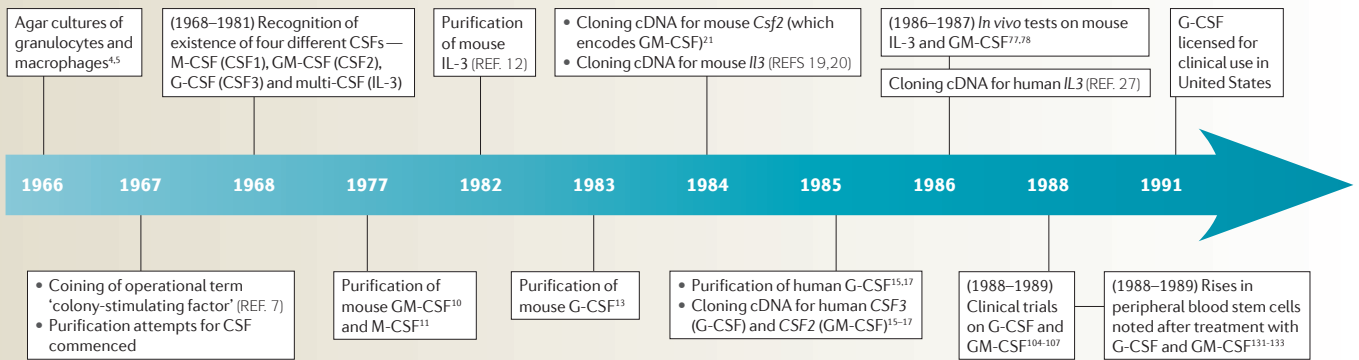 Agar cultures of
granulocytes and
macrophages4,5
(1968–1981) Recognition of
existence of four different CSFs —
M-CSF (CSF1), GM-CSF (CSF2),
G-CSF (CSF3) and multi-CSF (IL-3)
Purification
of mouse
IL-3 (REF. 12)
• Cloning cDNA for mouse Csf2 (which
encodes GM-CSF)21
• Cloning cDNA for mouse Il3 (REFS 19,20)
(1986–1987) In vivo tests on mouse
IL-3 and GM-CSF77,78
Cloning cDNA for human IL3 (REF. 27)
G-CSF
licensed for
clinical use in
United States
1966 1967 1968 1977 1982 1983 1984 1985 1986 1988 1991
• Coining of operational term
‘colony-stimulating factor’ (REF. 7)
• Purification attempts for CSF
commenced
Purification of
mouse GM-CSF10
and M-CSF11
Purification of
mouse G-CSF13
• Purification of human G-CSF15,17
• Cloning cDNA for human CSF3
(G-CSF) and CSF2 (GM-CSF)15–17
(1988–1989)
Clinical trials
on G-CSF and
GM-CSF104-107
(1988–1989) Rises in
peripheral blood stem cells
noted after treatment with
G-CSF and GM-CSF131-133